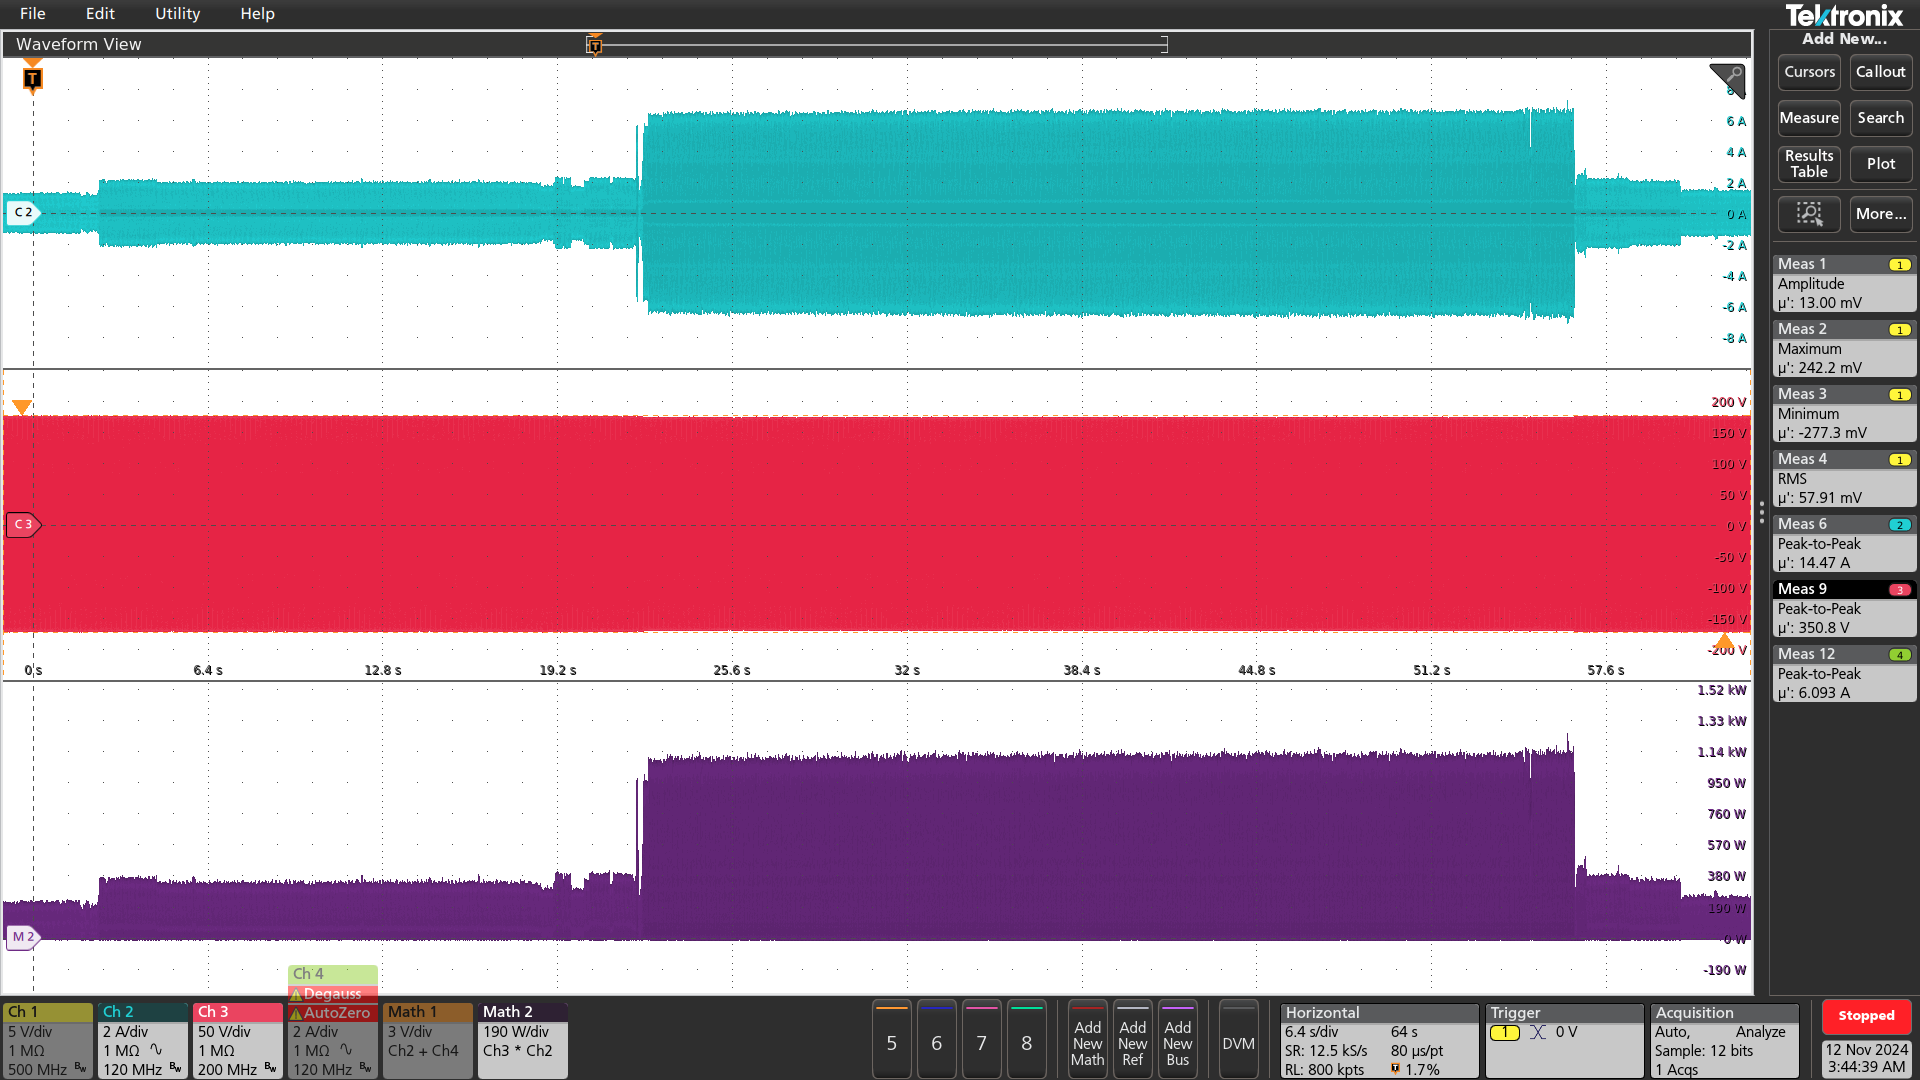 File Edit Utility Help
Tektronix
Waveform View
Add New...
T
T
Cursors Callout
Measure Search
Results Table Plot
More...
6 A
4 A
2 A
0 A
-2 A
-4 A
-6 A
-8 A
C 2
200 V
150 V
100 V
50 V
0 V
-50 V
-100 V
-150 V
-200 V
C 3
0 s 6.4 s 12.8 s 19.2 s 25.6 s 32 s 38.4 s 44.8 s 51.2 s 57.6 s
1.52 kW
1.33 kW
1.14 kW
950 W
760 W
570 W
380 W
190 W
0 W
-190 W
M 2
Meas 1 1
Amplitude
µ': 13.00 mV
Meas 2 1
Maximum
µ': 242.2 mV
Meas 3 1
Minimum
µ': -277.3 mV
Meas 4 1
RMS
µ': 57.91 mV
Meas 6 2
Peak-to-Peak
µ': 14.47 A
Meas 9 3
Peak-to-Peak
µ': 350.8 V
Meas 12 4
Peak-to-Peak
µ': 6.093 A
Ch 1
5 V/div
1 MΩ
500 MHz Bw
Ch 2
2 A/div
1 MΩ
120 MHz Bw
Ch 3
50 V/div
1 MΩ
200 MHz Bw
Ch 4
Degauss
AutoZero
2 A/div
1 MΩ
120 MHz Bw
Math 1
3 V/div
Ch2 + Ch4
Math 2
190 W/div
Ch3 * Ch2
5 6 7 8
Add New Math
Add New Ref
Add New Bus
DVM
Horizontal
6.4 s/div 64 s
SR: 12.5 kS/s 80 µs/pt
RL: 800 kpts T 1.7%
Trigger
1 0 V
Acquisition
Auto, Analyze
Sample: 12 bits
1 Acqs
Stopped
12 Nov 2024
3:44:39 AM